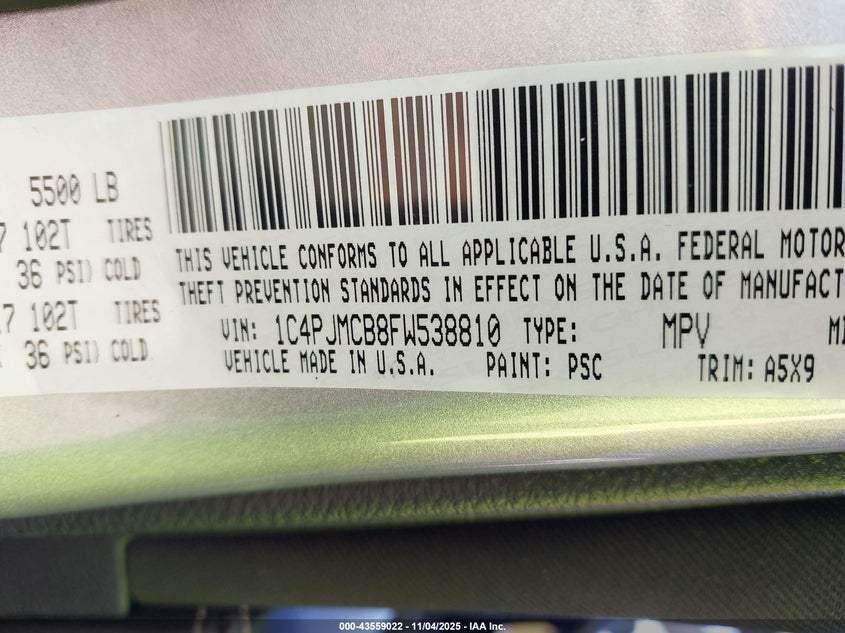 5500 LB
7 102T TIRES
36 PSI) COLD
7 102T TIRES
36 PSI) COLD
THIS VEHICLE CONFORMS TO ALL APPLICABLE U.S.A. FEDERAL MOTOR
THEFT PREVENTION STANDARDS IN EFFECT ON THE DATE OF MANUFACT
VIN: 1C4PJMCB8FW538810 TYPE: MPV
VEHICLE MADE IN U.S.A. PAINT: PSC TRIM: A5X9
000-43559022 - 11/04/2025 - IAA Inc.